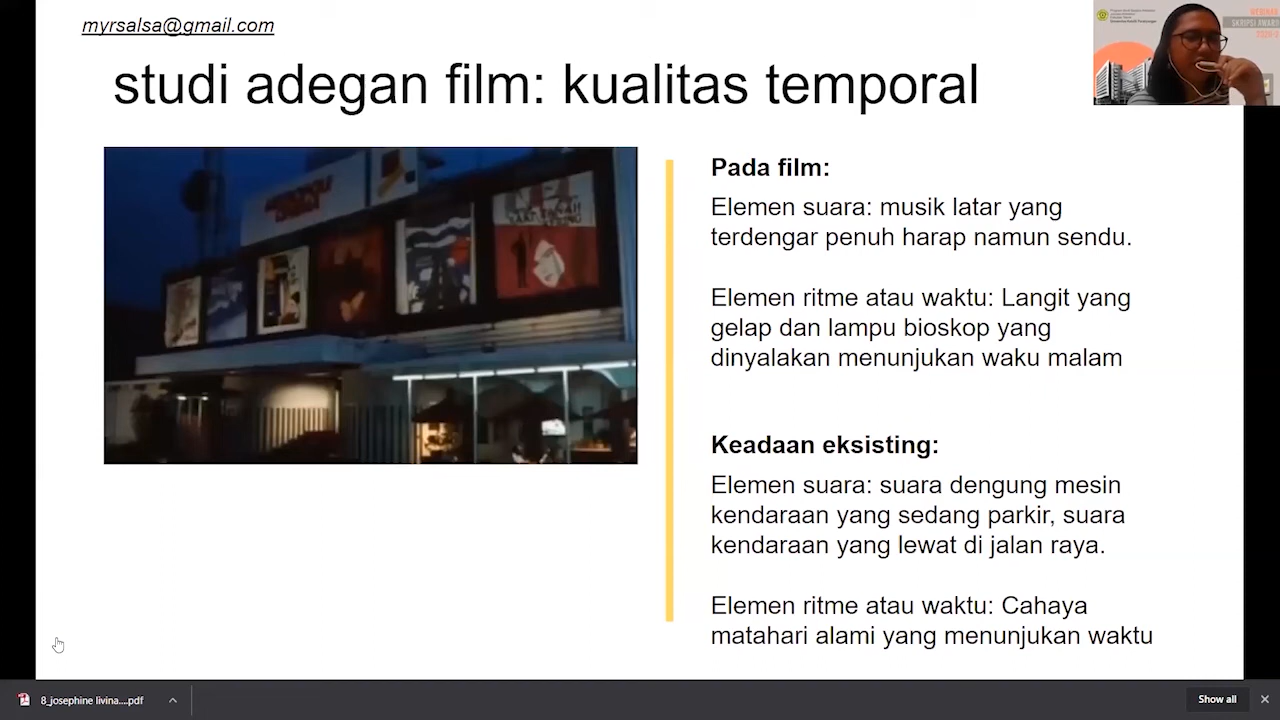 myrsalsa@gmail.com
studi adegan film: kualitas temporal
Pada film:
Elemen suara: musik latar yang
terdengar penuh harap namun sendu.
Elemen ritme atau waktu: Langit yang
gelap dan lampu bioskop yang
dinyalakan menunjukan waku malam
Keadaan eksisting:
Elemen suara: suara dengung mesin
kendaraan yang sedang parkir, suara
kendaraan yang lewat di jalan raya.
Elemen ritme atau waktu: Cahaya
matahari alami yang menunjukan waktu
WEBINAR
SKRIPSI AWARD
8_josephine livina....pdf
Show all